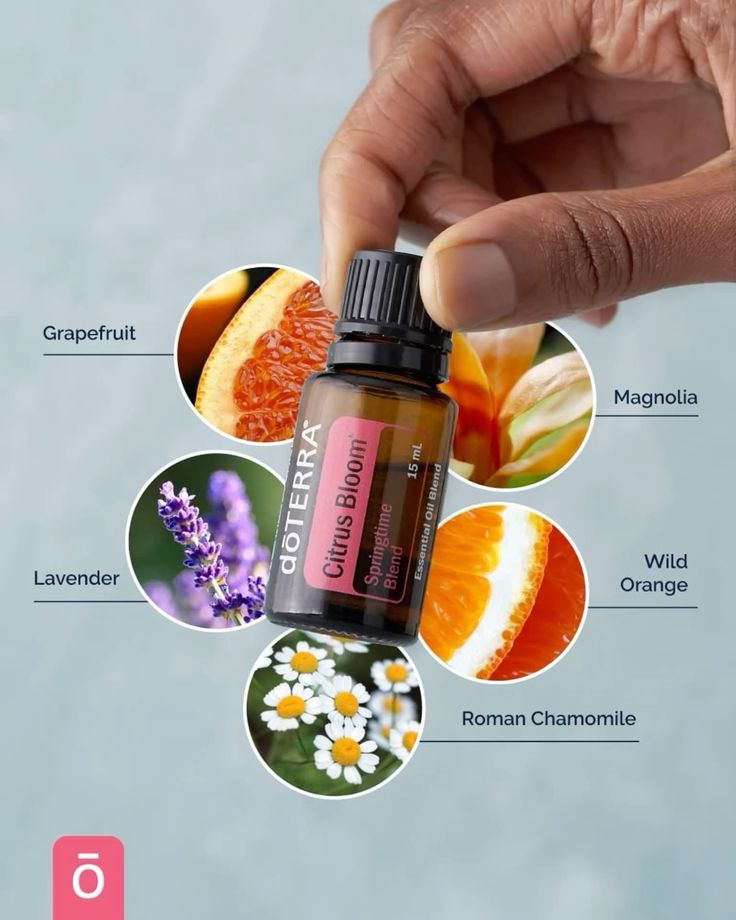 Grapefruit
Magnolia
dōTERRA®
Citrus Bloom®
Springtime
Blend
15 mL
Essential Oil Blend
Lavender
Wild
Orange
Roman Chamomile
ō